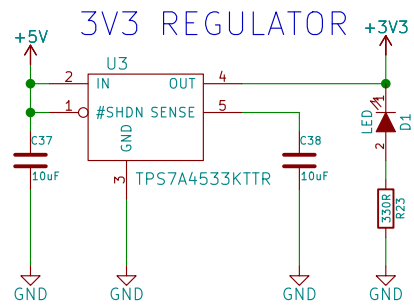 3V3 REGULATOR
+5V
+3V3
U3
2
IN
OUT
4
1
#SHDN
SENSE
5
GND
3
TPS7A4533KTTR
C37
10uF
C38
10uF
LED
1
D1
2
330R
R23
GND
GND
GND
GND